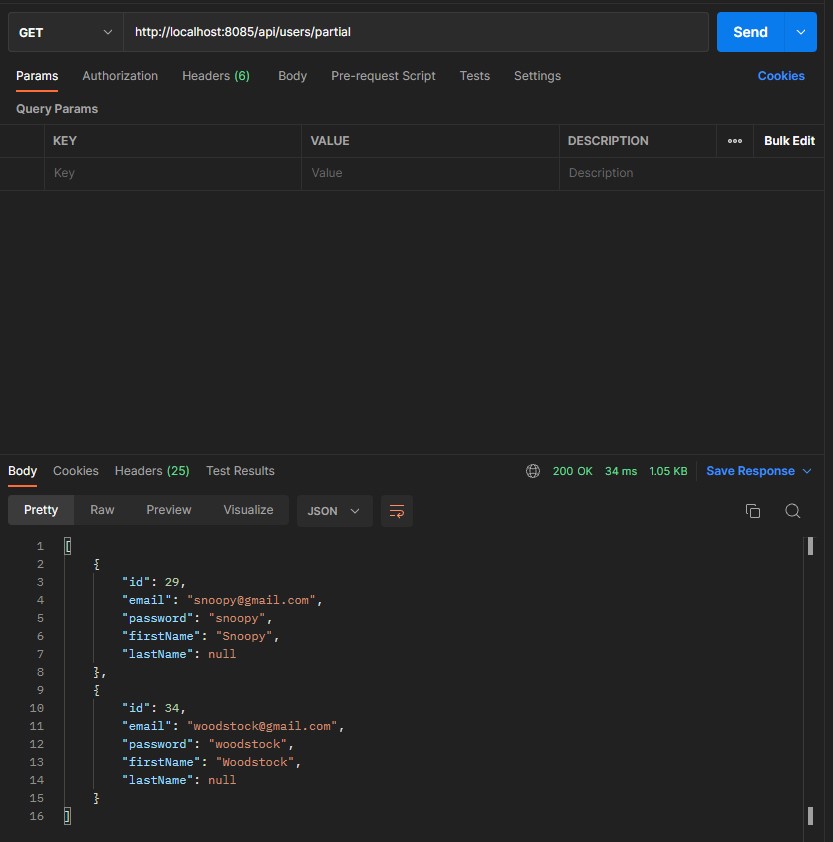 GET http://localhost:8085/api/users/partial Send
Params Authorization Headers (6) Body Pre-request Script Tests Settings Cookies
Query Params
KEY VALUE DESCRIPTION ooo Bulk Edit
Key Value Description
Body Cookies Headers (25) Test Results 200 OK 34 ms 1.05 KB Save Response
Pretty Raw Preview Visualize JSON
1 [
2 {
3 "id": 29,
4 "email": "snoopy@gmail.com",
5 "password": "snoopy",
6 "firstName": "Snoopy",
7 "lastName": null
8 },
9 {
10 "id": 34,
11 "email": "woodstock@gmail.com",
12 "password": "woodstock",
13 "firstName": "Woodstock",
14 "lastName": null
15 }
16 ]